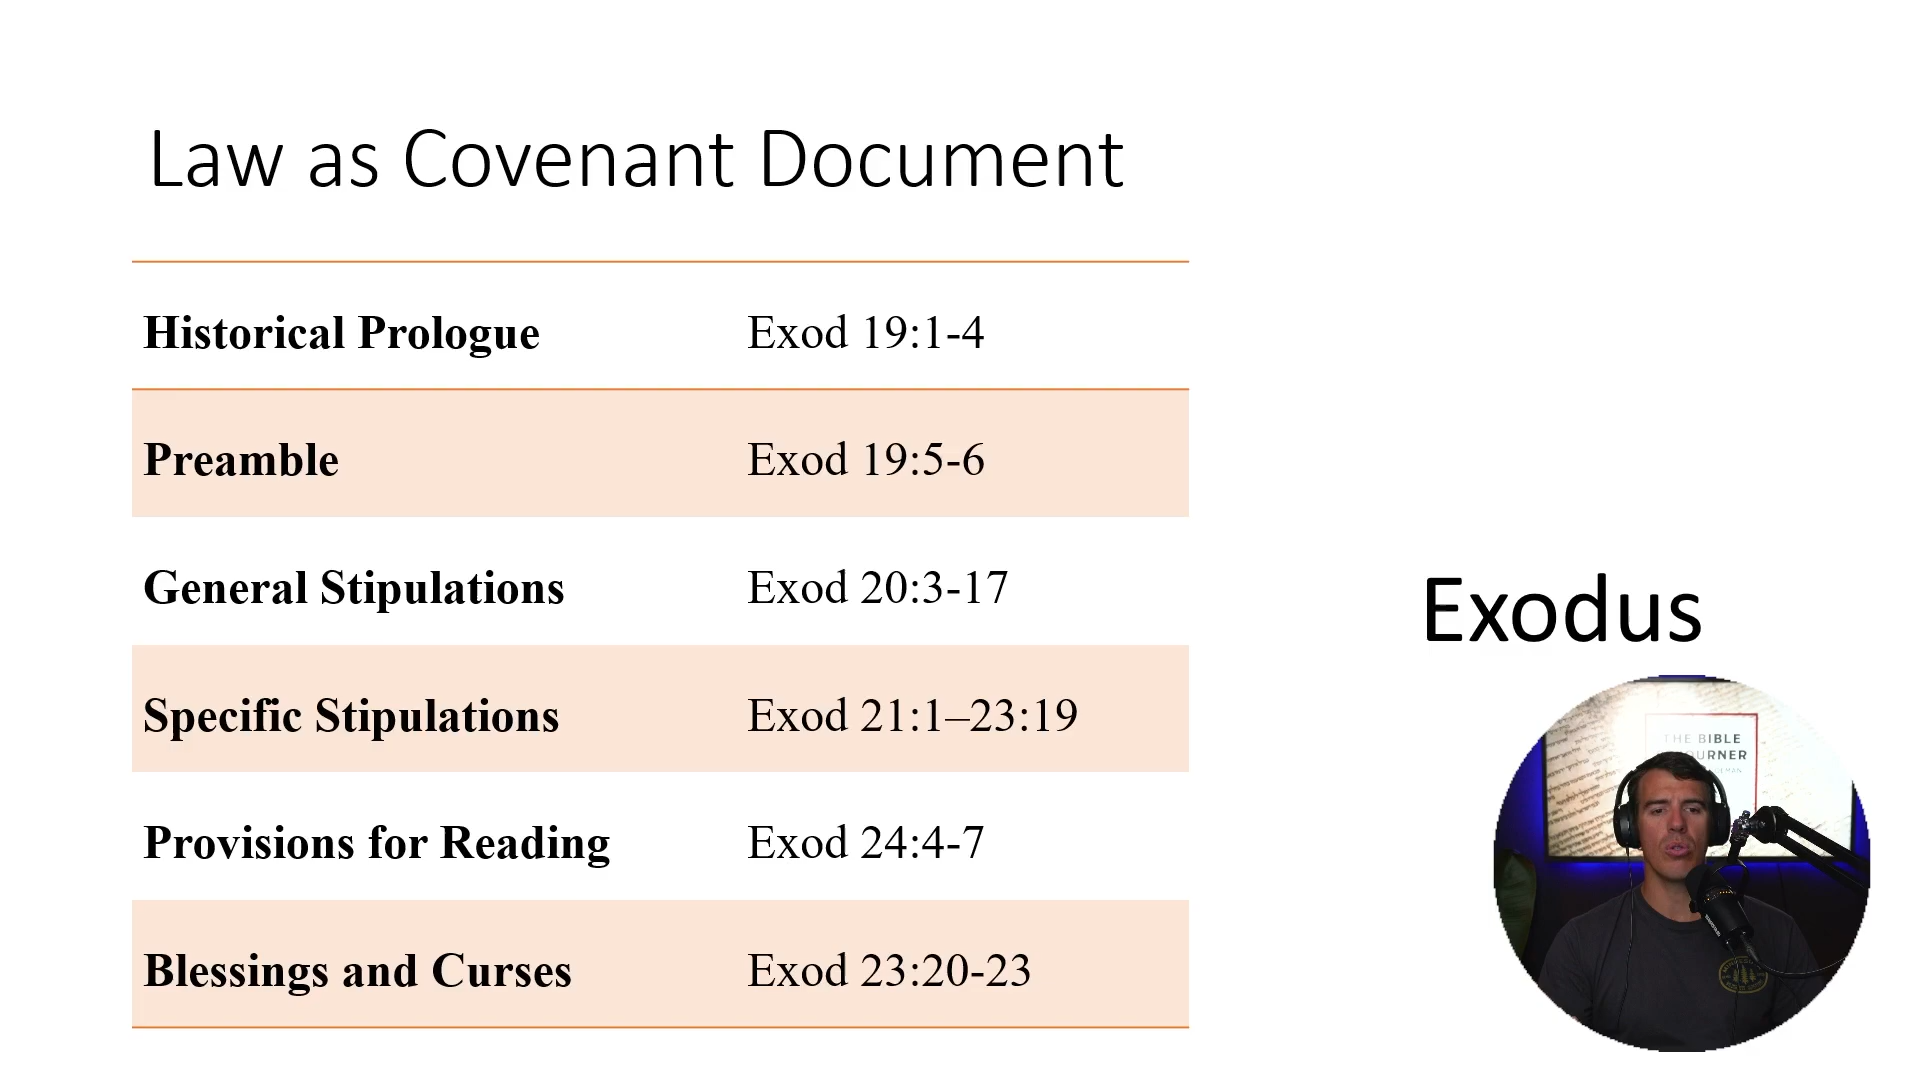 Law as Covenant Document
Historical Prologue Exod 19:1-4
Preamble Exod 19:5-6
General Stipulations Exod 20:3-17
Specific Stipulations Exod 21:1–23:19
Provisions for Reading Exod 24:4-7
Blessings and Curses Exod 23:20-23
Exodus
THE BIBLE